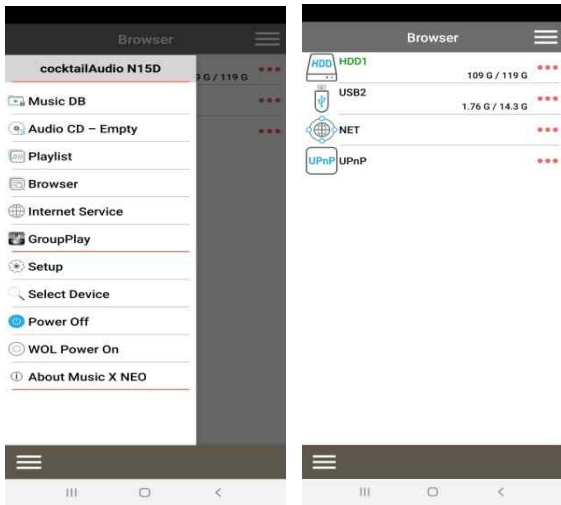 Browser
cocktailAudio N15D
9 G / 119 G
Music DB
Audio CD – Empty
Playlist
Browser
Internet Service
GroupPlay
Setup
Select Device
Power Off
WOL Power On
About Music X NEO
Browser
HDD HDD1
109 G / 119 G
USB2
1.76 G / 14.3 G
NET
UPnP UPnP